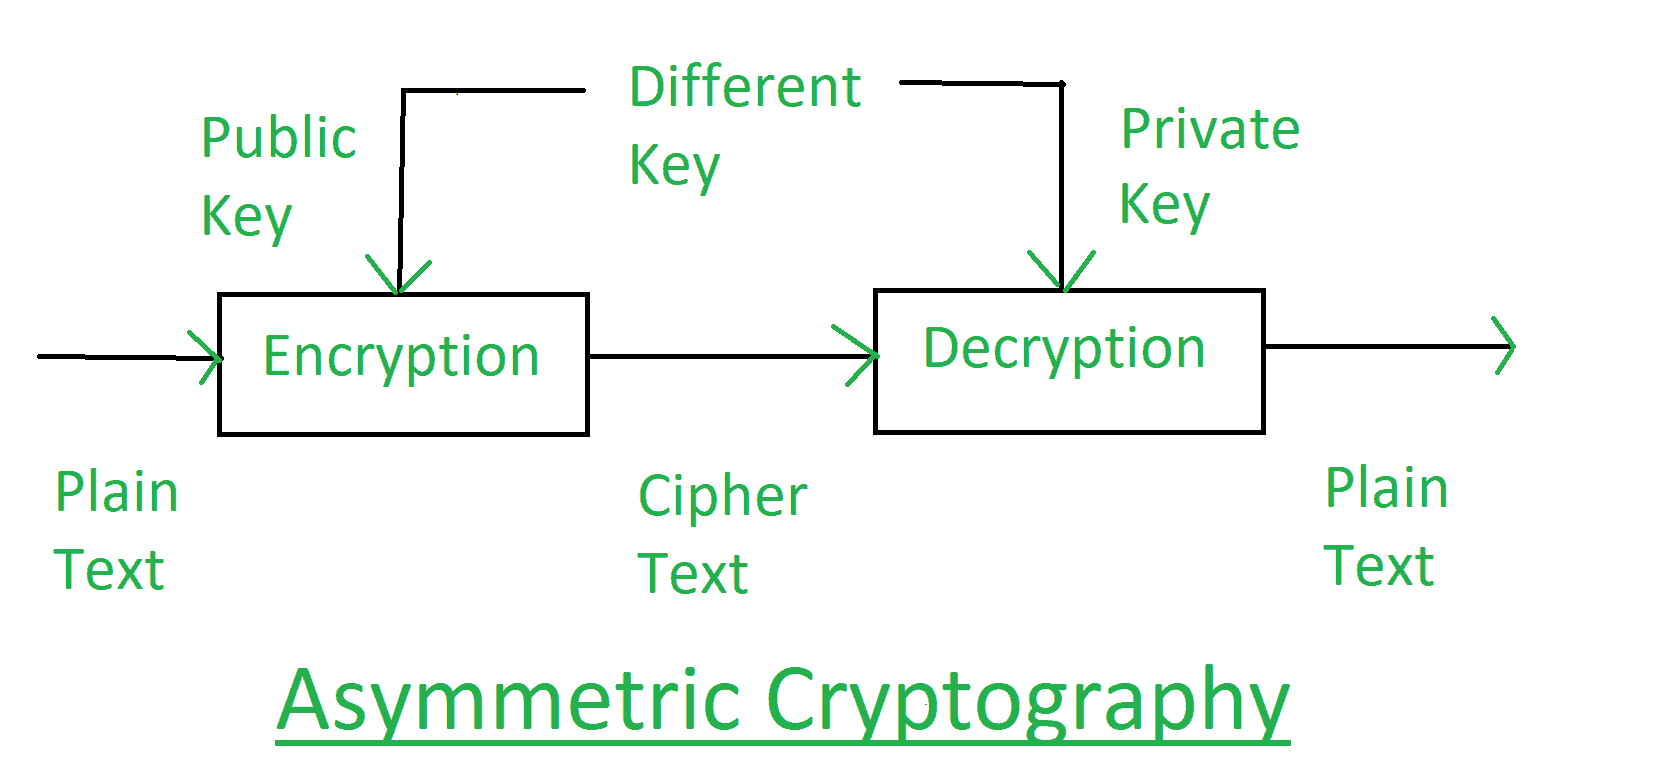 Different
Key
Public
Key
Private
Key
Encryption
Decryption
Plain
Text
Cipher
Text
Plain
Text
Asymmetric Cryptography